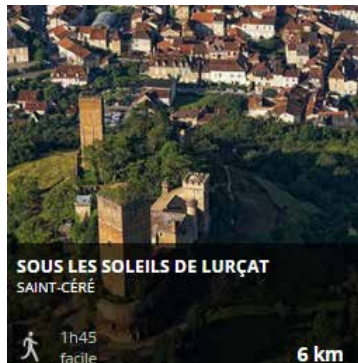 SOUS LES SOLEILS DE LURÇAT
SAINT-CÉRÉ
1h45
facile
6 km